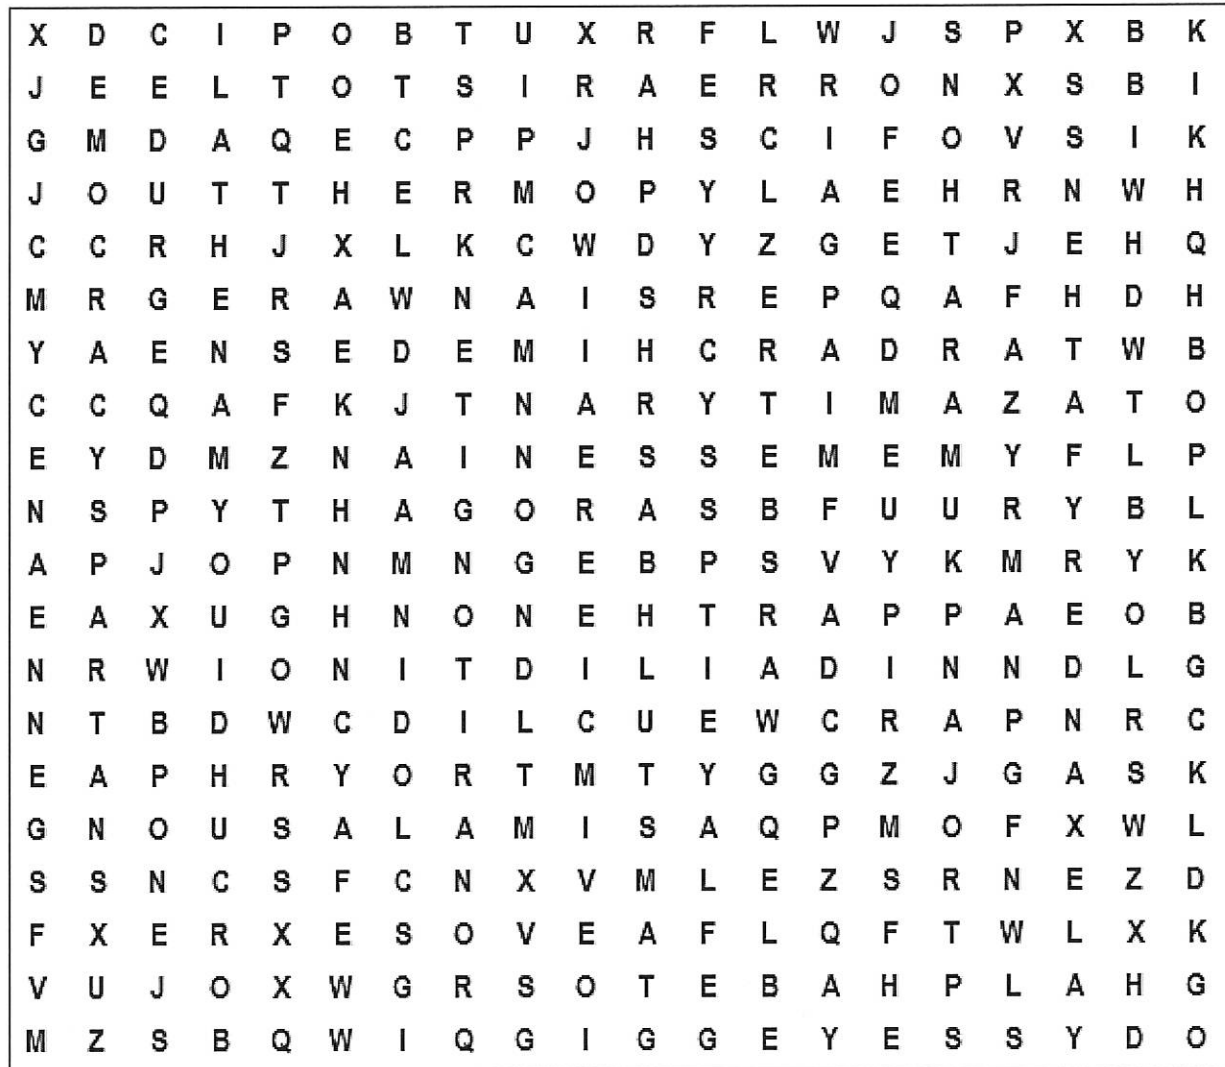 X D C I P O B T U X R F L W J S P X B K
J E E L T O T S I R A E R R O N X S B I
G M D A Q E C P P J H S C I F O V S I K
J O U T T H E R M O P Y L A E H R N W H
C C R H J X L K C W D Y Z G E T J E H Q
M R G E R A W N A I S R E P Q A F H D H
Y A E N S E D E M I H C R A D R A T W B
C C Q A F K J T N A R Y T I M A Z A T O
E Y D M Z N A I N E S S E M E M Y F L P
N S P Y T H A G O R A S B F U U R Y B L
A P J O P N M N G E B P S V Y K M R Y K
E A X U G H N O N E H T R A P P A E O B
N R W I O N I T D I L I A D I N N D L G
N T B D W C D I L C U E W C R A P N R C
E A P H R Y O R T M T Y G G Z J G A S K
G N O U S A L A M I S A Q P M O F X W L
S S N C S F C N X V M L E Z S R N E Z D
F X E R X E S O V E A F L Q F T W L X K
V U J O X W G R S O T E B A H P L A H G
M Z S B Q W I Q G I G G E Y E S S Y D O